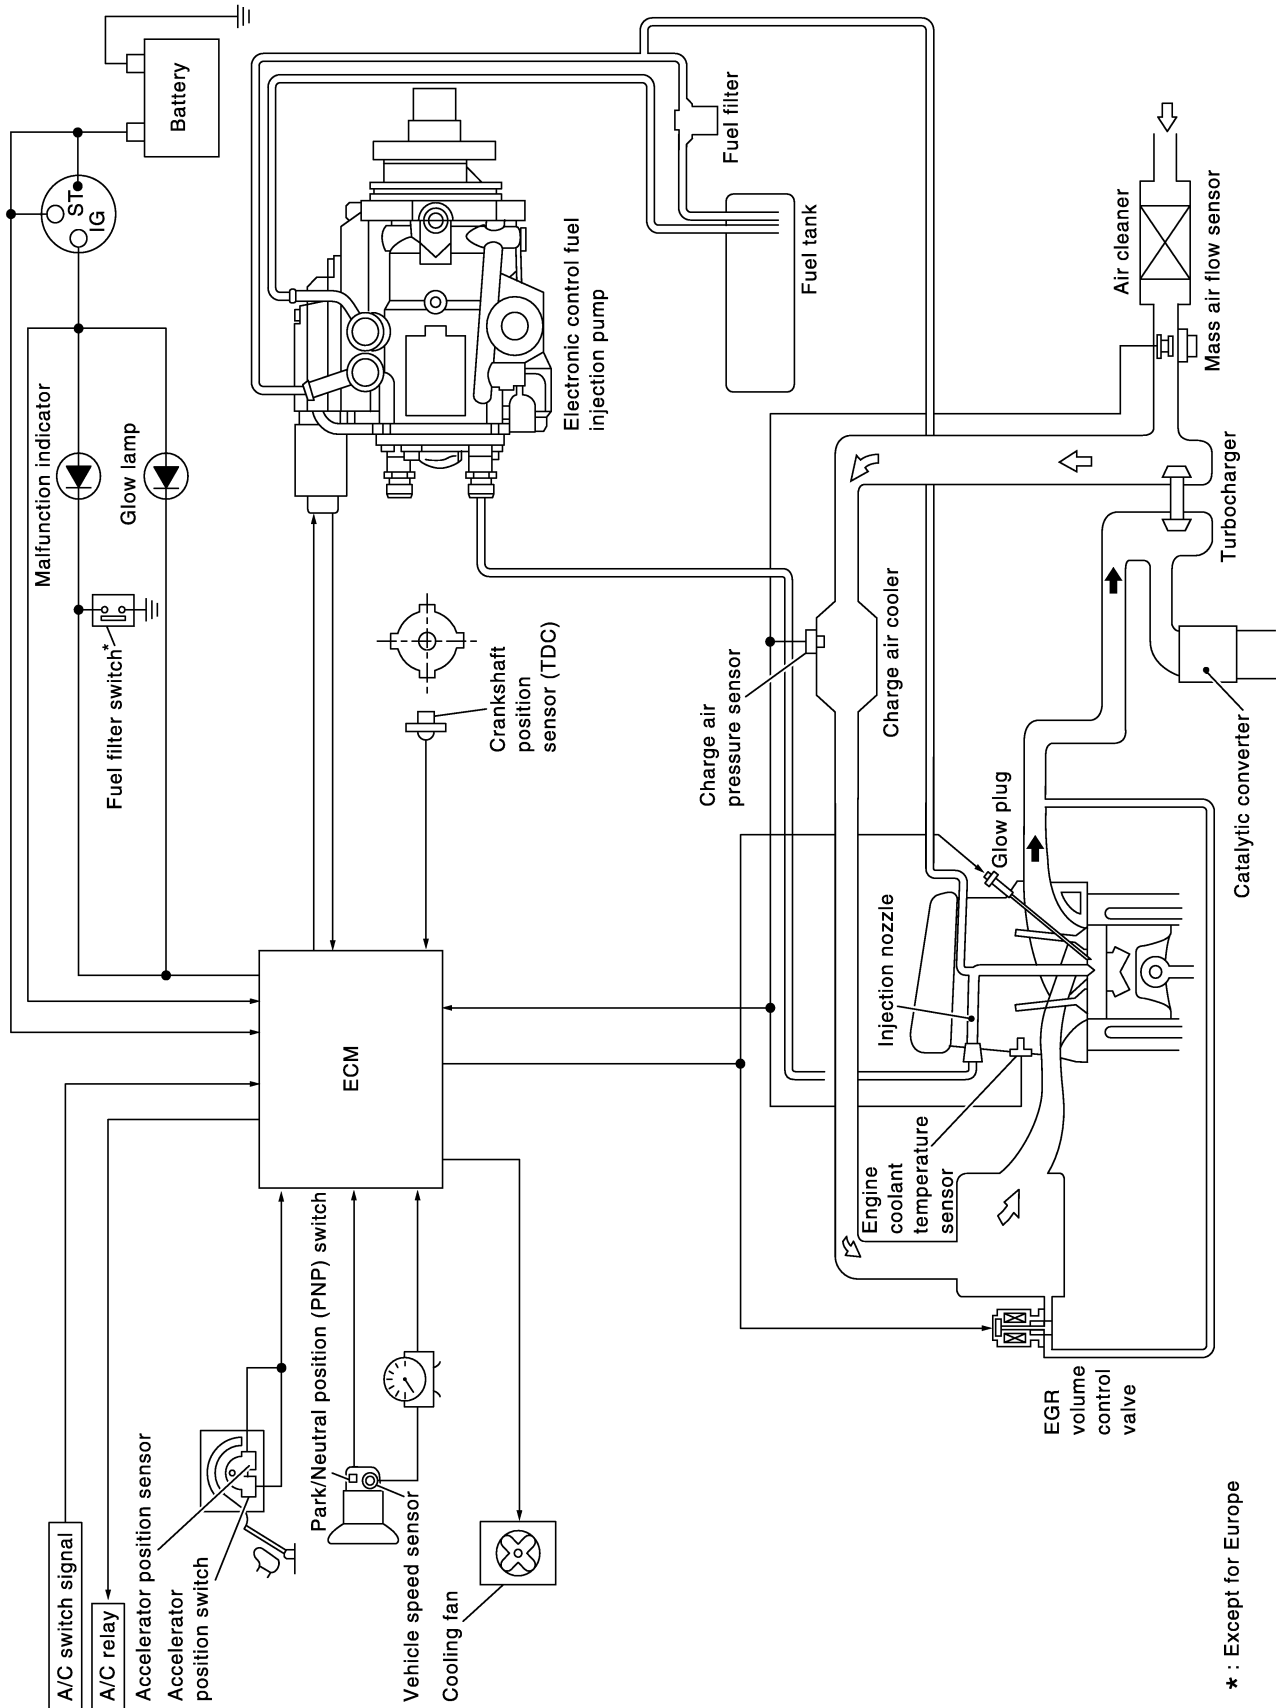 Battery
ST
IG
Malfunction indicator
Glow lamp
Fuel filter switch*
Electronic control fuel
injection pump
Fuel filter
Fuel tank
Air cleaner
Mass air flow sensor
Turbocharger
Crankshaft
position
sensor (TDC)
Charge air
pressure sensor
Charge air cooler
Catalytic converter
Glow plug
Injection nozzle
ECM
Engine
coolant
temperature
sensor
EGR
volume
control
valve
A/C switch signal
A/C relay
Accelerator position sensor
Accelerator
position switch
Park/Neutral position (PNP) switch
Vehicle speed sensor
Cooling fan
* : Except for Europe